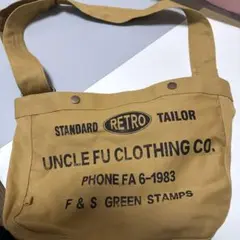 STANDARD RETRO TAILOR
UNCLE FU CLOTHING CO.
PHONE FA 6-1983
F & S GREEN STAMPS